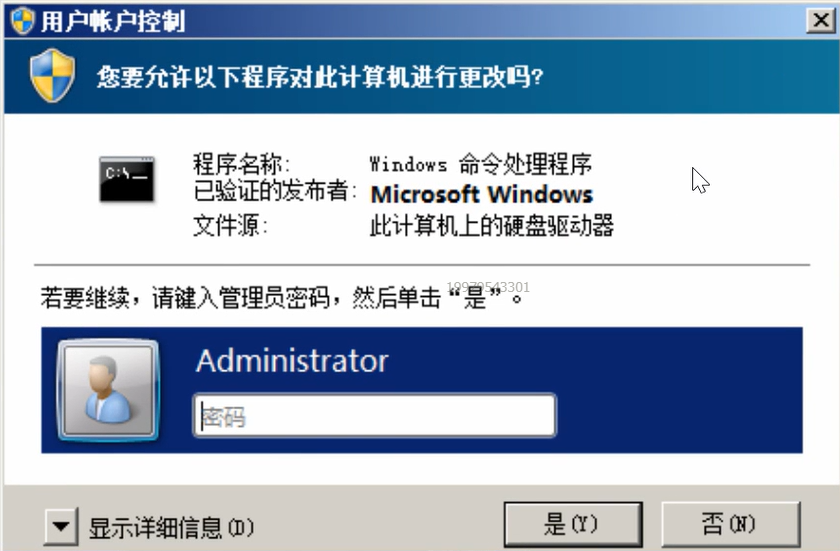 用户帐户控制
您要允许以下程序对此计算机进行更改吗?
C:\
程序名称: Windows 命令处理程序
已验证的发布者: Microsoft Windows
文件源: 此计算机上的硬盘驱动器
19979543301
若要继续，请键入管理员密码，然后单击“是”。
Administrator
密码
显示详细信息(D) 是(Y) 否(N)